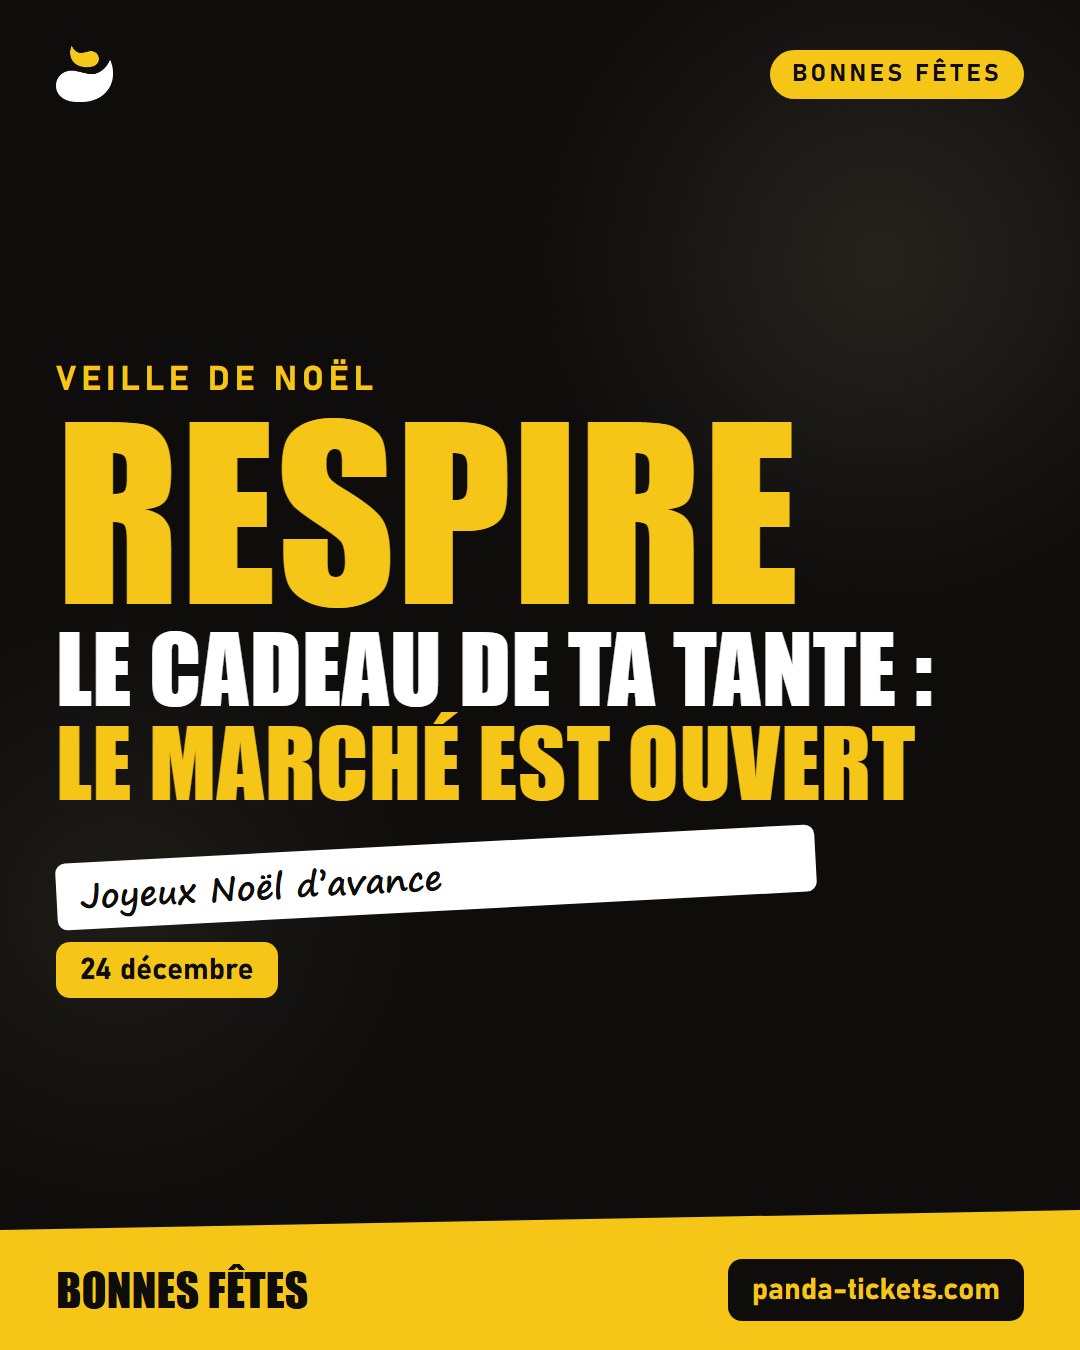 BONNES FÊTES
VEILLE DE NOËL
RESPIRE
LE CADEAU DE TA TANTE :
LE MARCHÉ EST OUVERT
Joyeux Noël d’avance
24 décembre
BONNES FÊTES
panda-tickets.com